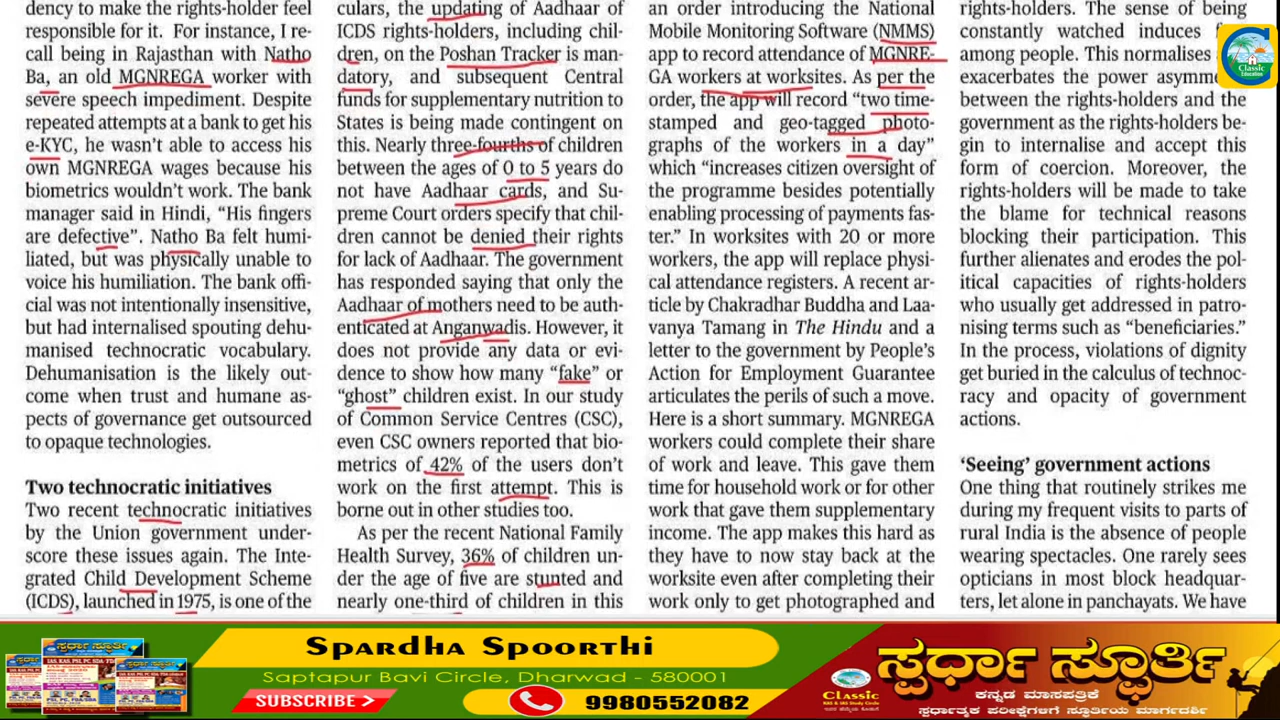 dency to make the rights-holder feel
responsible for it. For instance, I re-
call being in Rajasthan with Natho
Ba, an old MGNREGA worker with
severe speech impediment. Despite
repeated attempts at a bank to get his
e-KYC, he wasn't able to access his
own MGNREGA wages because his
biometrics wouldn't work. The bank
manager said in Hindi, “His fingers
are defective”. Natho Ba felt humi-
liated, but was physically unable to
voice his humiliation. The bank offi-
cial was not intentionally insensitive,
but had internalised spouting dehu-
manised technocratic vocabulary.
Dehumanisation is the likely out-
come when trust and humane as-
pects of governance get outsourced
to opaque technologies.
Two technocratic initiatives
Two recent technocratic initiatives
by the Union government under-
score these issues again. The Inte-
grated Child Development Scheme
(ICDS), launched in 1975, is one of the
culars, the updating of Aadhaar of
ICDS rights-holders, including chil-
dren, on the Poshan Tracker is man-
datory, and subsequent Central
funds for supplementary nutrition to
States is being made contingent on
this. Nearly three-fourths of children
between the ages of 0 to 5 years do
not have Aadhaar cards, and Su-
preme Court orders specify that chil-
dren cannot be denied their rights
for lack of Aadhaar. The government
has responded saying that only the
Aadhaar of mothers need to be auth-
enticated at Anganwadis. However, it
does not provide any data or evi-
dence to show how many “fake” or
“ghost” children exist. In our study
of Common Service Centres (CSC),
even CSC owners reported that bio-
metrics of 42% of the users don't
work on the first attempt. This is
borne out in other studies too.
As per the recent National Family
Health Survey, 36% of children un-
der the age of five are stunted and
nearly one-third of children in this
an order introducing the National
Mobile Monitoring Software (NMMS)
app to record attendance of MGNRE-
GA workers at worksites. As per the
order, the app will record “two time-
stamped and geo-tagged photo-
graphs of the workers in a day”
which “increases citizen oversight of
the programme besides potentially
enabling processing of payments fas-
ter.” In worksites with 20 or more
workers, the app will replace physi-
cal attendance registers. A recent ar-
ticle by Chakradhar Buddha and Laa-
vanya Tamang in The Hindu and a
letter to the government by People's
Action for Employment Guarantee
articulates the perils of such a move.
Here is a short summary. MGNREGA
workers could complete their share
of work and leave. This gave them
time for household work or for other
work that gave them supplementary
income. The app makes this hard as
they have to now stay back at the
worksite even after completing their
work only to get photographed and
rights-holders. The sense of being
constantly watched induces
among people. This normalises
exerbates the power
between the rights-holders and the
government as the rights-holders be-
gin to internalise and accept this
form of coercion. Moreover, the
rights-holders will be made to take
the blame for technical reasons
blocking their participation. This
further alienates and erodes the pol-
itical capacities of rights-holders
who usually get addressed in patro-
nising terms such as “beneficiaries.”
In the process, violations of dignity
get buried in the calculus of technoc-
racy and opacity of government
actions.
‘Seeing’ government actions
One thing that routinely strikes me
during my frequent visits to parts of
rural India is the absence of people
wearing spectacles. One rarely sees
opticians in most block headquar-
ters, let alone in panchayats. We have
Classic
Education
Spardha Spoorthi
Saptapur Bavi Circle, Dharwad - 580001
SUBSCRIBE
9980552082
ಸ್ಪರ್ಧಾ ಸ್ಫೂರ್ತಿ
ಕನ್ನಡ ಮಾಸಪತ್ರಿಕೆ
ಸ್ಪರ್ಧಾತ್ಮಕ ಪರೀಕ್ಷೆಗಳಿಗೆ ಸ್ಫೂರ್ತಿಯ ಮಾರ್ಗದರ್ಶಿ
Classic